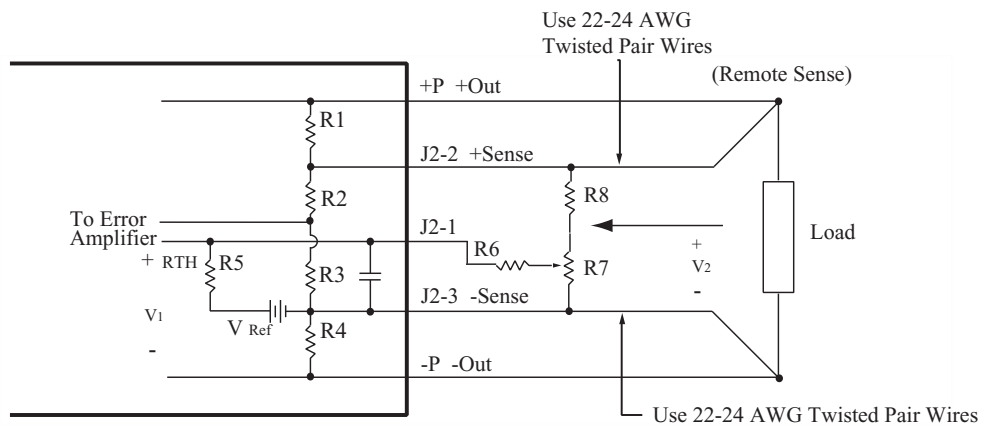 Use 22-24 AWG
Twisted Pair Wires
(Remote Sense)
+P +Out
R1
J2-2 +Sense
R2
R8
To Error
Amplifier
J2-1
Load
+ RTH
R5
R6
+
V2
-
R3
R7
J2-3 -Sense
V1
V Ref
R4
-
-P -Out
Use 22-24 AWG Twisted Pair Wires